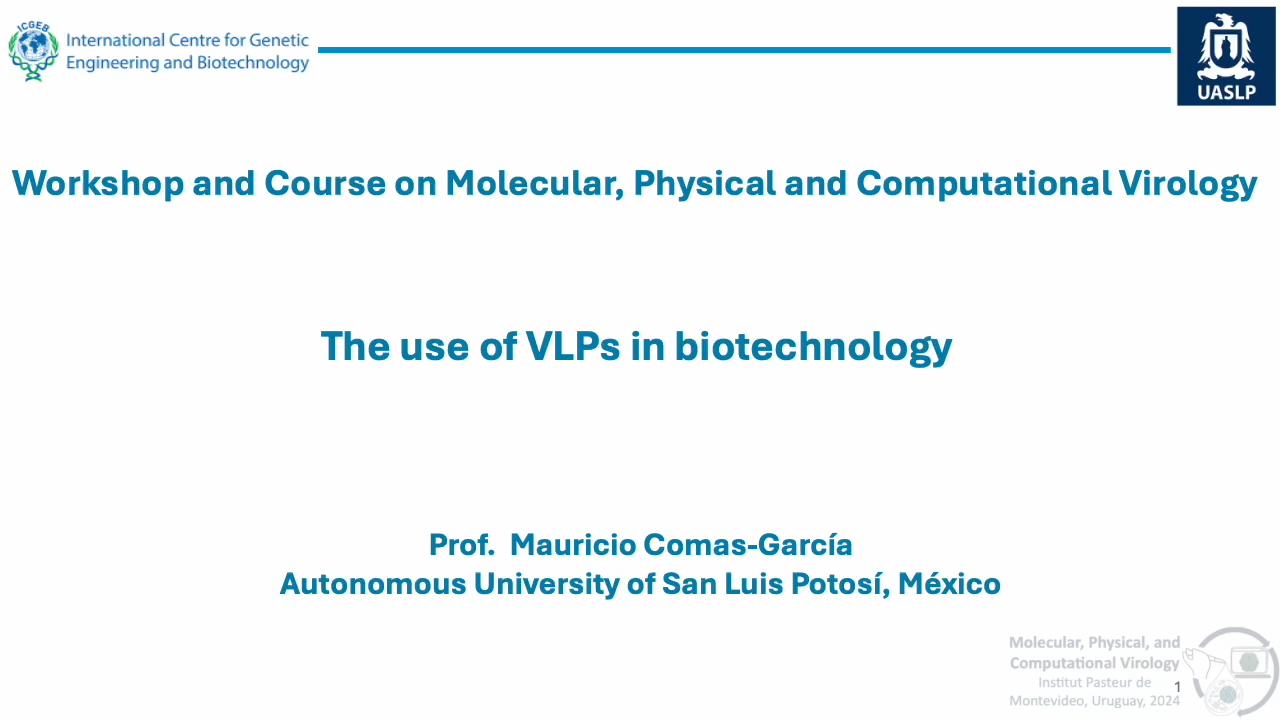 ICGEB
International Centre for Genetic
Engineering and Biotechnology
UASLP
Workshop and Course on Molecular, Physical and Computational Virology
The use of VLPs in biotechnology
Prof. Mauricio Comas-García
Autonomous University of San Luis Potosí, México
Molecular, Physical, and
Computational Virology
Institut Pasteur de
Montevideo, Uruguay, 2024
1